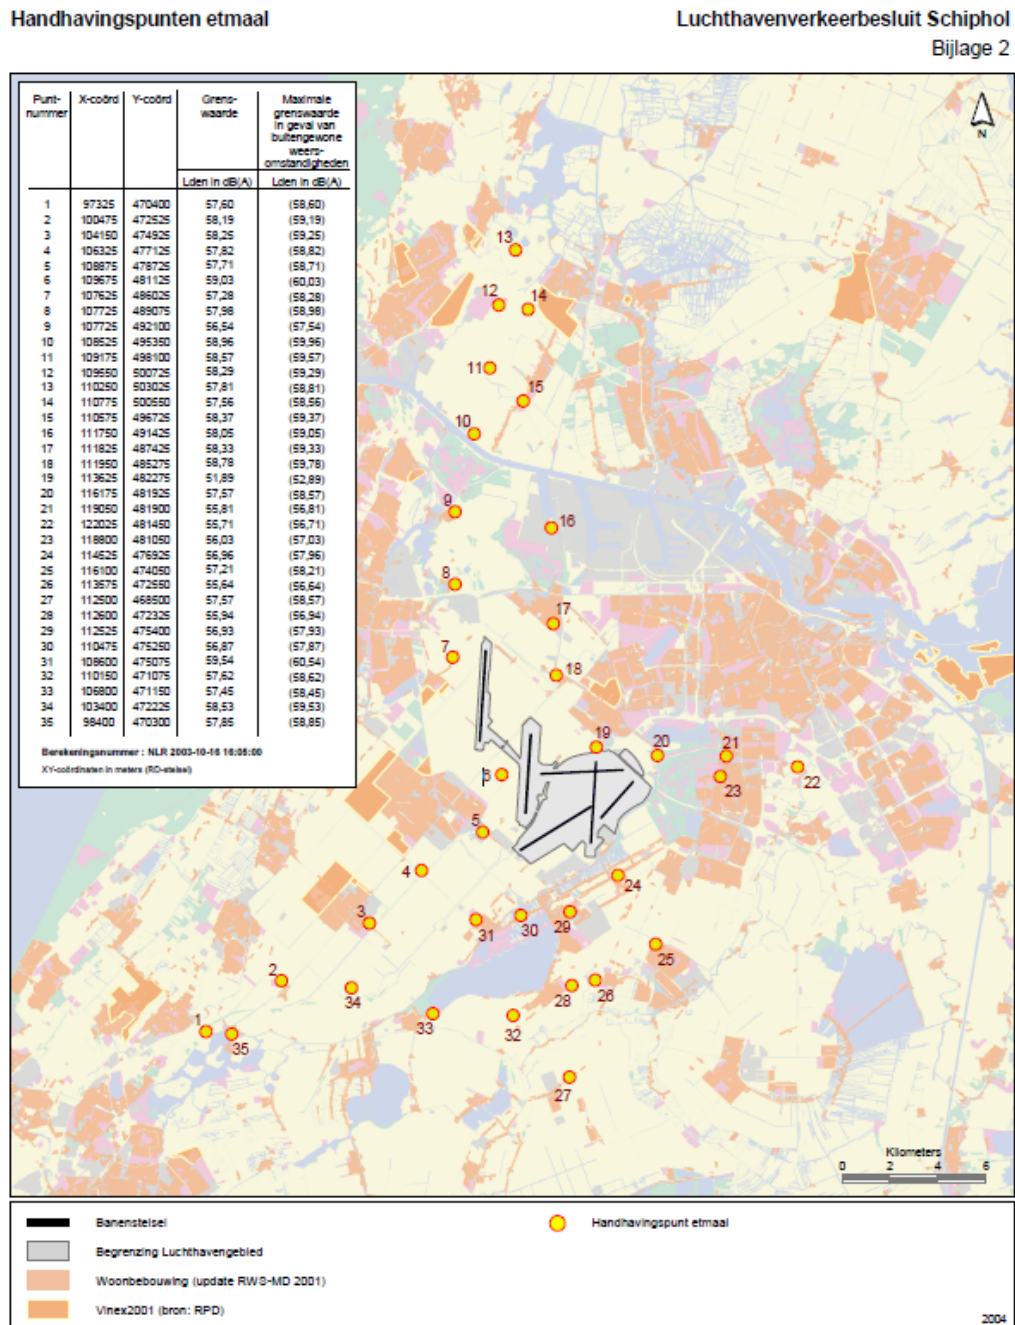 Handhavingspunten etmaal
Luchthavenverkeerbesluit Schiphol
Bijlage 2
Punt-nummer X-coörd Y-coörd Grens-waarde Maximale grenswaarde in geval van buitengewone weers-omstandigheden
Lden in dB(A) Lden in dB(A)
1 97325 470400 57,60 (58,60)
2 100475 472525 58,19 (59,19)
3 104150 474925 58,25 (59,25)
4 106325 477125 57,82 (58,82)
5 108875 478725 57,71 (58,71)
6 109675 481125 59,03 (60,03)
7 107625 486025 57,28 (58,28)
8 107725 489075 57,98 (58,98)
9 107725 492100 56,54 (57,54)
10 108525 495350 58,96 (59,96)
11 109175 498100 58,57 (59,57)
12 109550 500725 58,29 (59,29)
13 110250 503025 57,81 (58,81)
14 110775 500550 57,56 (58,56)
15 110575 496725 58,37 (59,37)
16 111750 491425 58,05 (59,05)
17 111825 487425 58,33 (59,33)
18 111950 485275 58,78 (59,78)
19 113625 482275 51,89 (52,89)
20 116175 481925 57,57 (58,57)
21 119050 481900 55,81 (56,81)
22 122025 481450 55,71 (56,71)
23 118800 481050 56,03 (57,03)
24 114525 476925 56,96 (57,96)
25 116100 474050 57,21 (58,21)
26 113575 472550 55,64 (56,64)
27 112500 468500 57,57 (58,57)
28 112600 472325 55,94 (56,94)
29 112525 475400 56,93 (57,93)
30 110475 475250 56,87 (57,87)
31 108600 475075 59,54 (60,54)
32 110150 471075 57,62 (58,62)
33 106800 471150 57,45 (58,45)
34 103400 472225 58,53 (59,53)
35 98400 470300 57,85 (58,85)
Berekeningsnummer : NLR 2003-10-16 16:05:00
XY-coördinaten in meters (RD-stelsel)
N
13
12
14
11
15
10
9
16
8
17
7
18
19
20
21
6
22
23
5
4
24
3
31
30
29
25
2
34
28
26
1
35
33
32
27
Kilometers
0 2 4 6
Banenstelsel
Handhavingspunt etmaal
Begrenzing Luchthavengebied
Woonbebouwing (update RWS-MD 2001)
Vinex2001 (bron: RPD)
2004